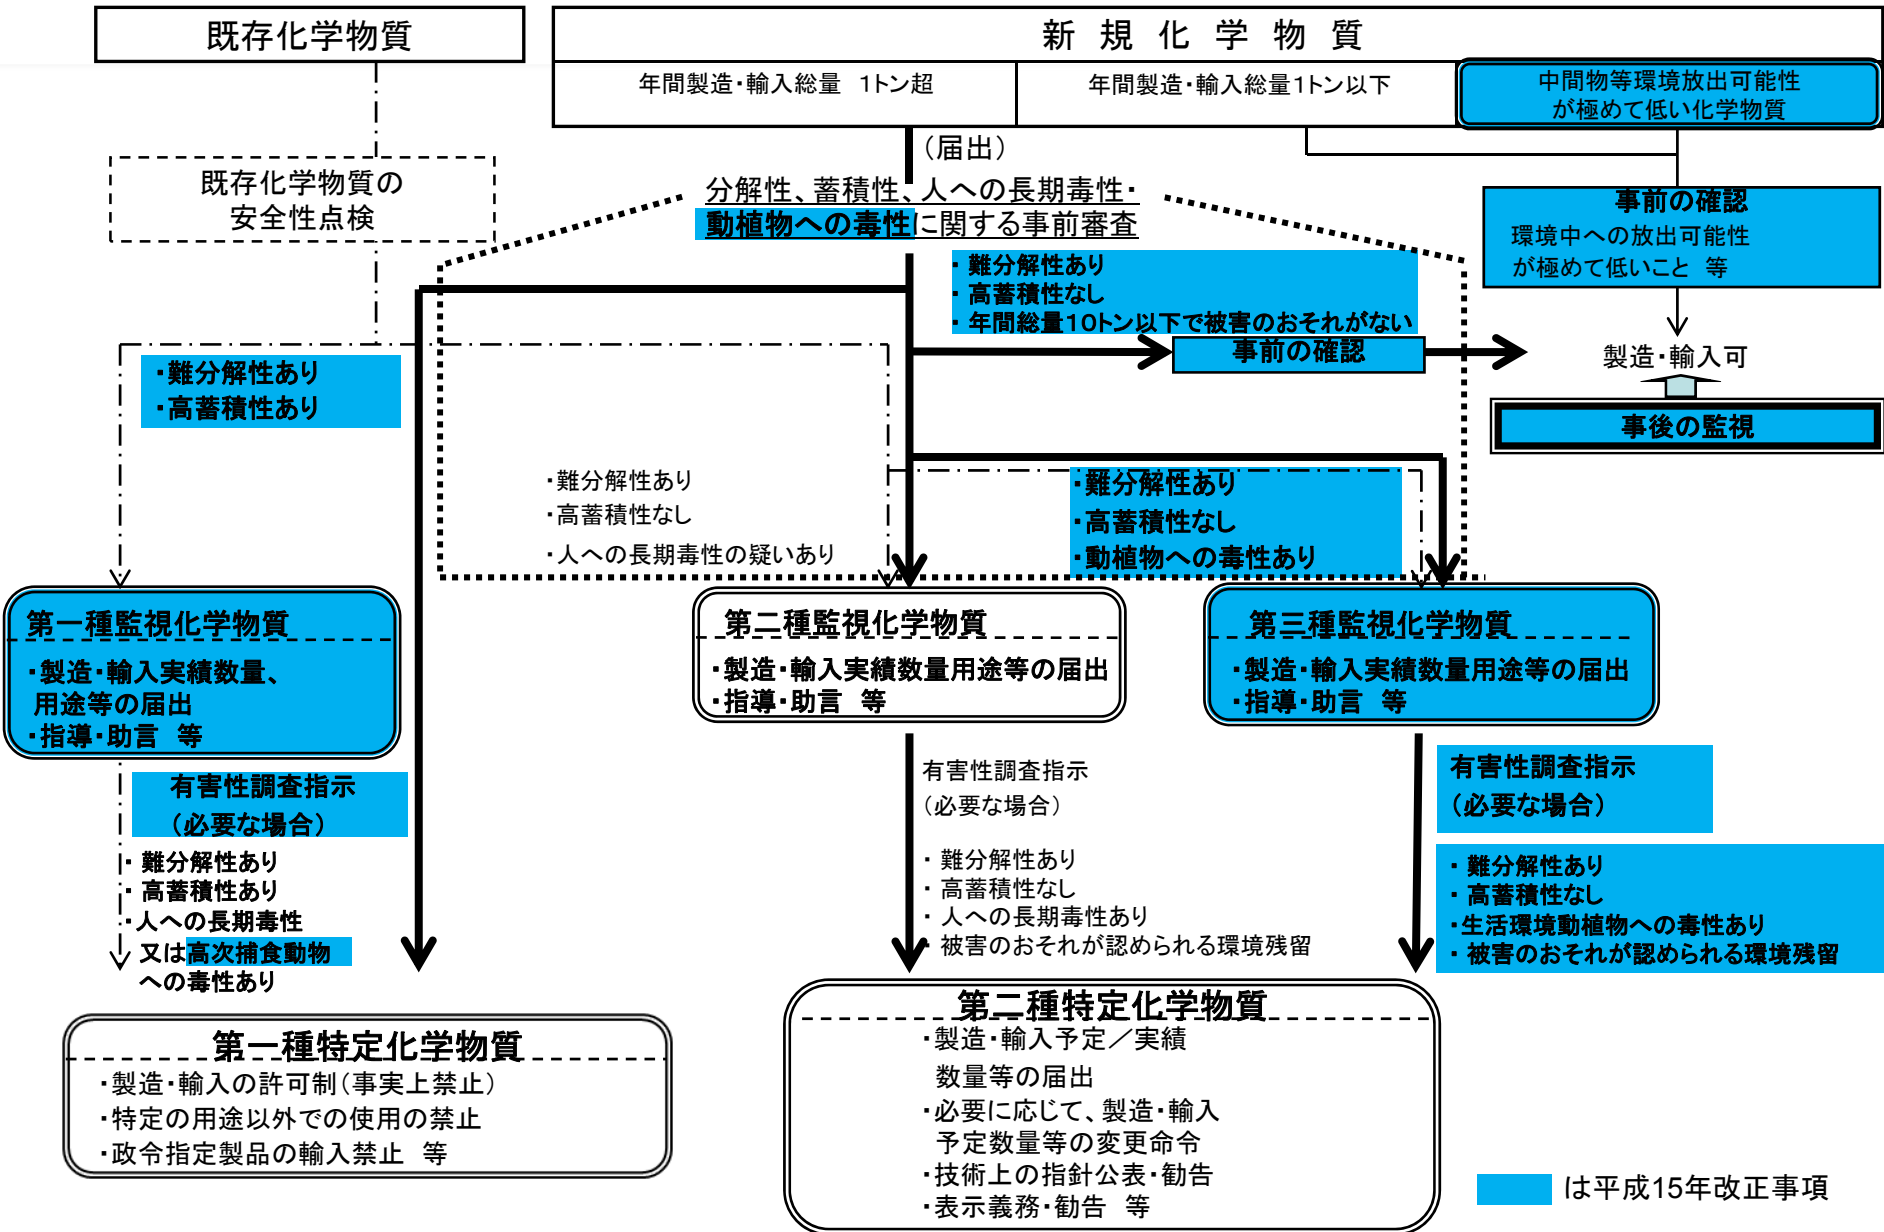 既存化学物質
新規化学物質
年間製造・輸入総量 1トン超
年間製造・輸入総量1トン以下
中間物等環境放出可能性
が極めて低い化学物質
(届出)
既存化学物質の
安全性点検
分解性、蓄積性、人への長期毒性・
動植物への毒性に関する事前審査
事前の確認
環境中への放出可能性
が極めて低いこと 等
・難分解性あり
・高蓄積性なし
・年間総量10トン以下で被害のおそれがない
事前の確認
製造・輸入可
事後の監視
・難分解性あり
・高蓄積性あり
・難分解性あり
・高蓄積性なし
・人への長期毒性の疑いあり
・難分解性あり
・高蓄積性なし
・動植物への毒性あり
第一種監視化学物質
・製造・輸入実績数量、
用途等の届出
・指導・助言 等
第二種監視化学物質
・製造・輸入実績数量用途等の届出
・指導・助言 等
第三種監視化学物質
・製造・輸入実績数量用途等の届出
・指導・助言 等
有害性調査指示
(必要な場合)
・難分解性あり
・高蓄積性あり
・人への長期毒性
又は高次捕食動物
への毒性あり
有害性調査指示
(必要な場合)
・難分解性あり
・高蓄積性なし
・人への長期毒性あり
・被害のおそれが認められる環境残留
有害性調査指示
(必要な場合)
・難分解性あり
・高蓄積性なし
・生活環境動植物への毒性あり
・被害のおそれが認められる環境残留
第一種特定化学物質
・製造・輸入の許可制(事実上禁止)
・特定の用途以外での使用の禁止
・政令指定製品の輸入禁止 等
第二種特定化学物質
・製造・輸入予定／実績
数量等の届出
・必要に応じて、製造・輸入
予定数量等の変更命令
・技術上の指針公表・勧告
・表示義務・勧告 等
は平成15年改正事項